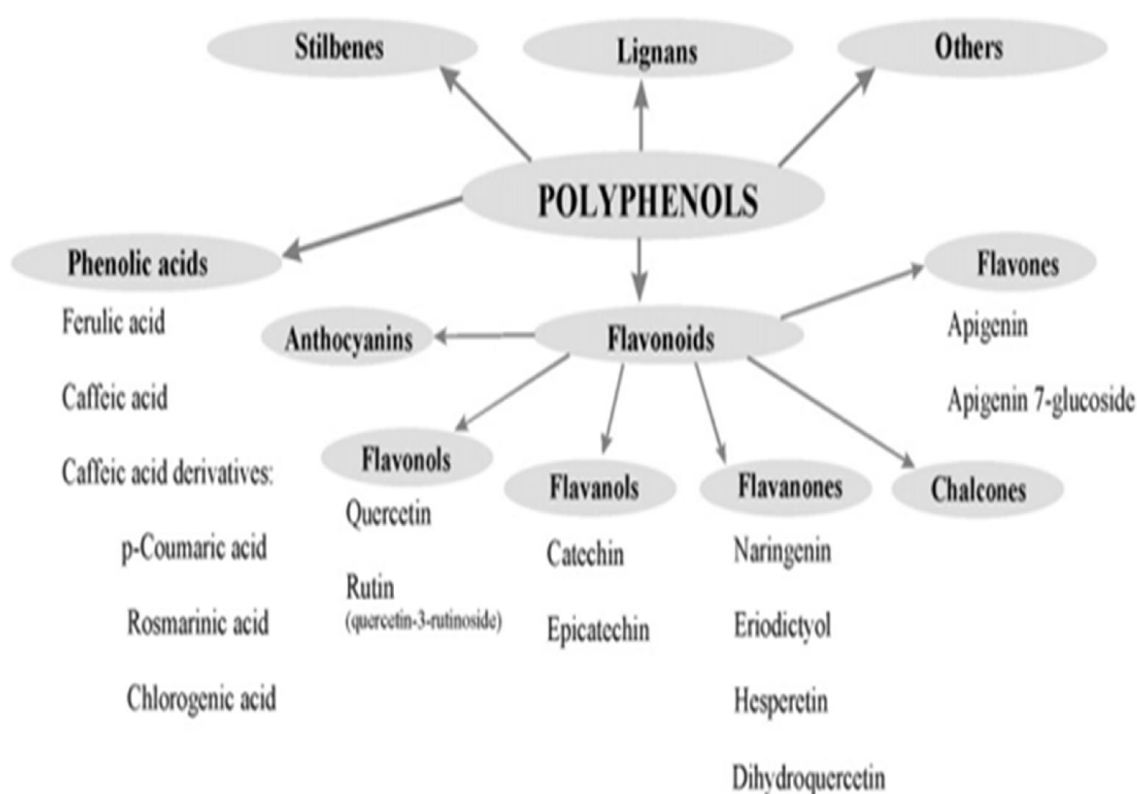 Stilbenes
Lignans
Others
POLYPHENOLS
Phenolic acids
Ferulic acid
Caffeic acid
Caffeic acid derivatives:
p-Coumaric acid
Rosmarinic acid
Chlorogenic acid
Flavonoids
Anthocyanins
Flavonols
Quercetin
Rutin
(quercetin-3-rutinoside)
Flavanols
Catechin
Epicatechin
Flavanones
Naringenin
Eriodictyol
Hesperetin
Dihydroquercetin
Chalcones
Flavones
Apigenin
Apigenin 7-glucoside